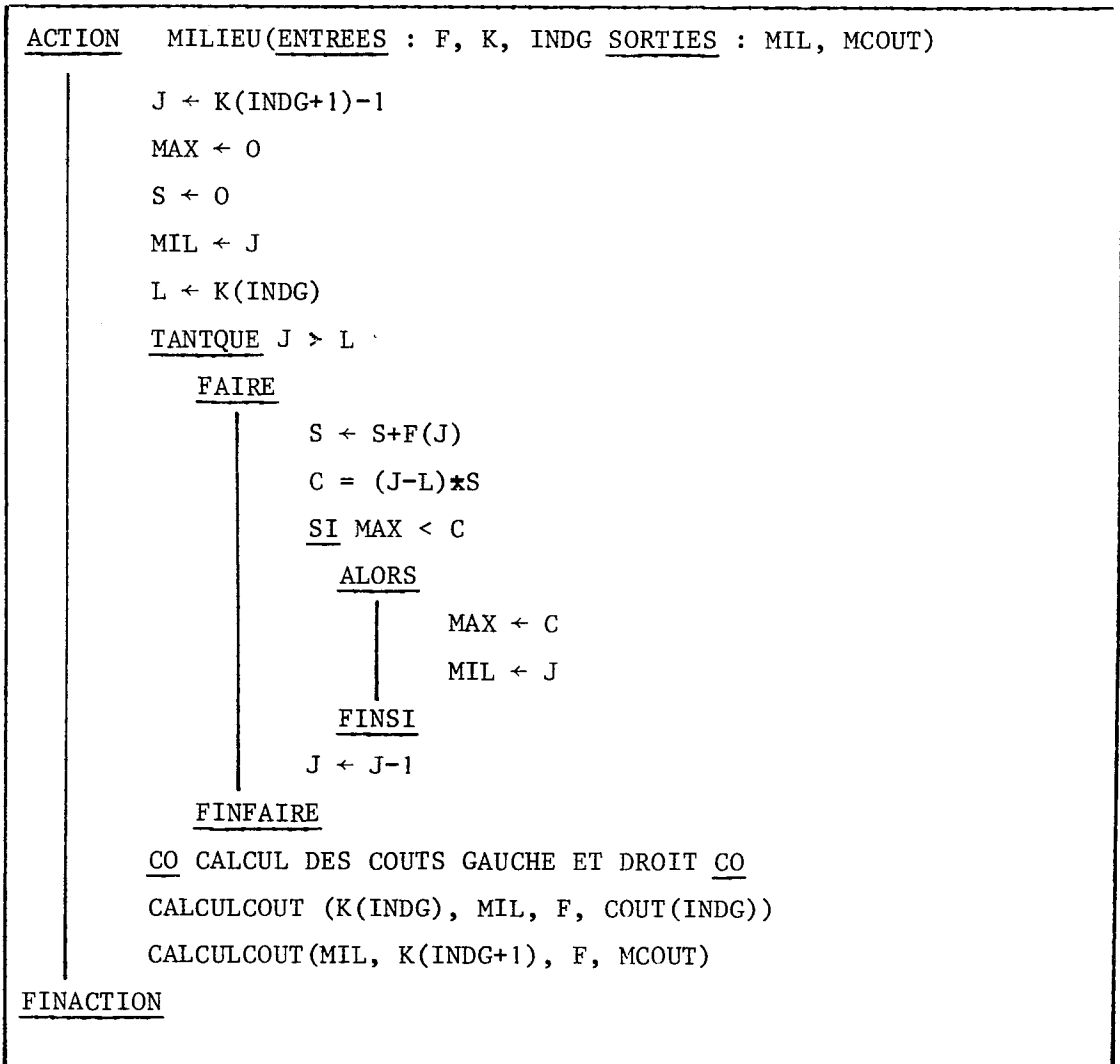 ACTION MILIEU(ENTREES : F, K, INDG SORTIES : MIL, MCOUT)
J ← K(INDG+1)-1
MAX ← O
S ← O
MIL ← J
L ← K(INDG)
TANTQUE J > L
FAIRE
S ← S+F(J)
C = (J-L)*S
SI MAX < C
ALORS
MAX ← C
MIL ← J
FINSI
J ← J-1
FINFAIRE
CO CALCUL DES COUTS GAUCHE ET DROIT CO
CALCULCOUT (K(INDG), MIL, F, COUT(INDG))
CALCULCOUT(MIL, K(INDG+1), F, MCOUT)
FINACTION